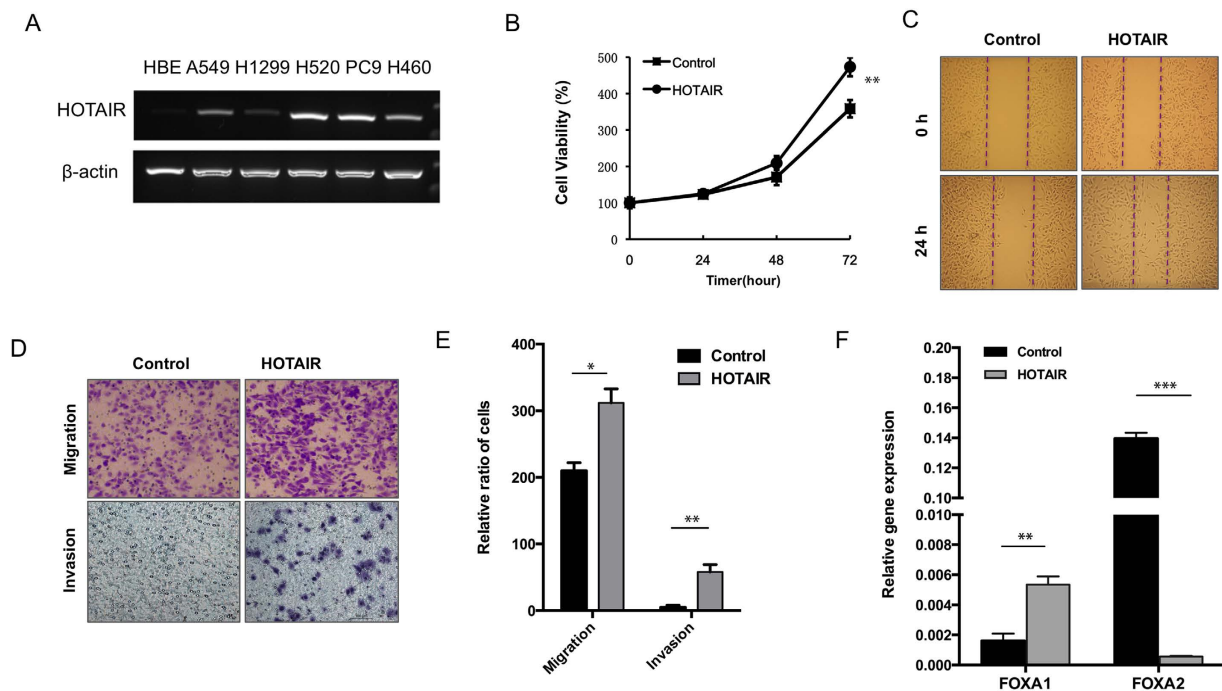 A
HBE A549 H1299 H520 PC9 H460
HOTAIR
β-actin
B
Cell Viability (%)
500
400
300
200
100
0
0 24 48 72
Timer(hour)
Control
HOTAIR
**
C
Control HOTAIR
0 h
24 h
D
Control HOTAIR
Migration
Invasion
E
Relative ratio of cells
400
300
200
100
0
Control
HOTAIR
*
**
Migration Invasion
F
Relative gene expression
0.20
0.18
0.16
0.14
0.12
0.10
0.010
0.008
0.006
0.004
0.002
0.000
Control
HOTAIR
**
***
FOXA1 FOXA2